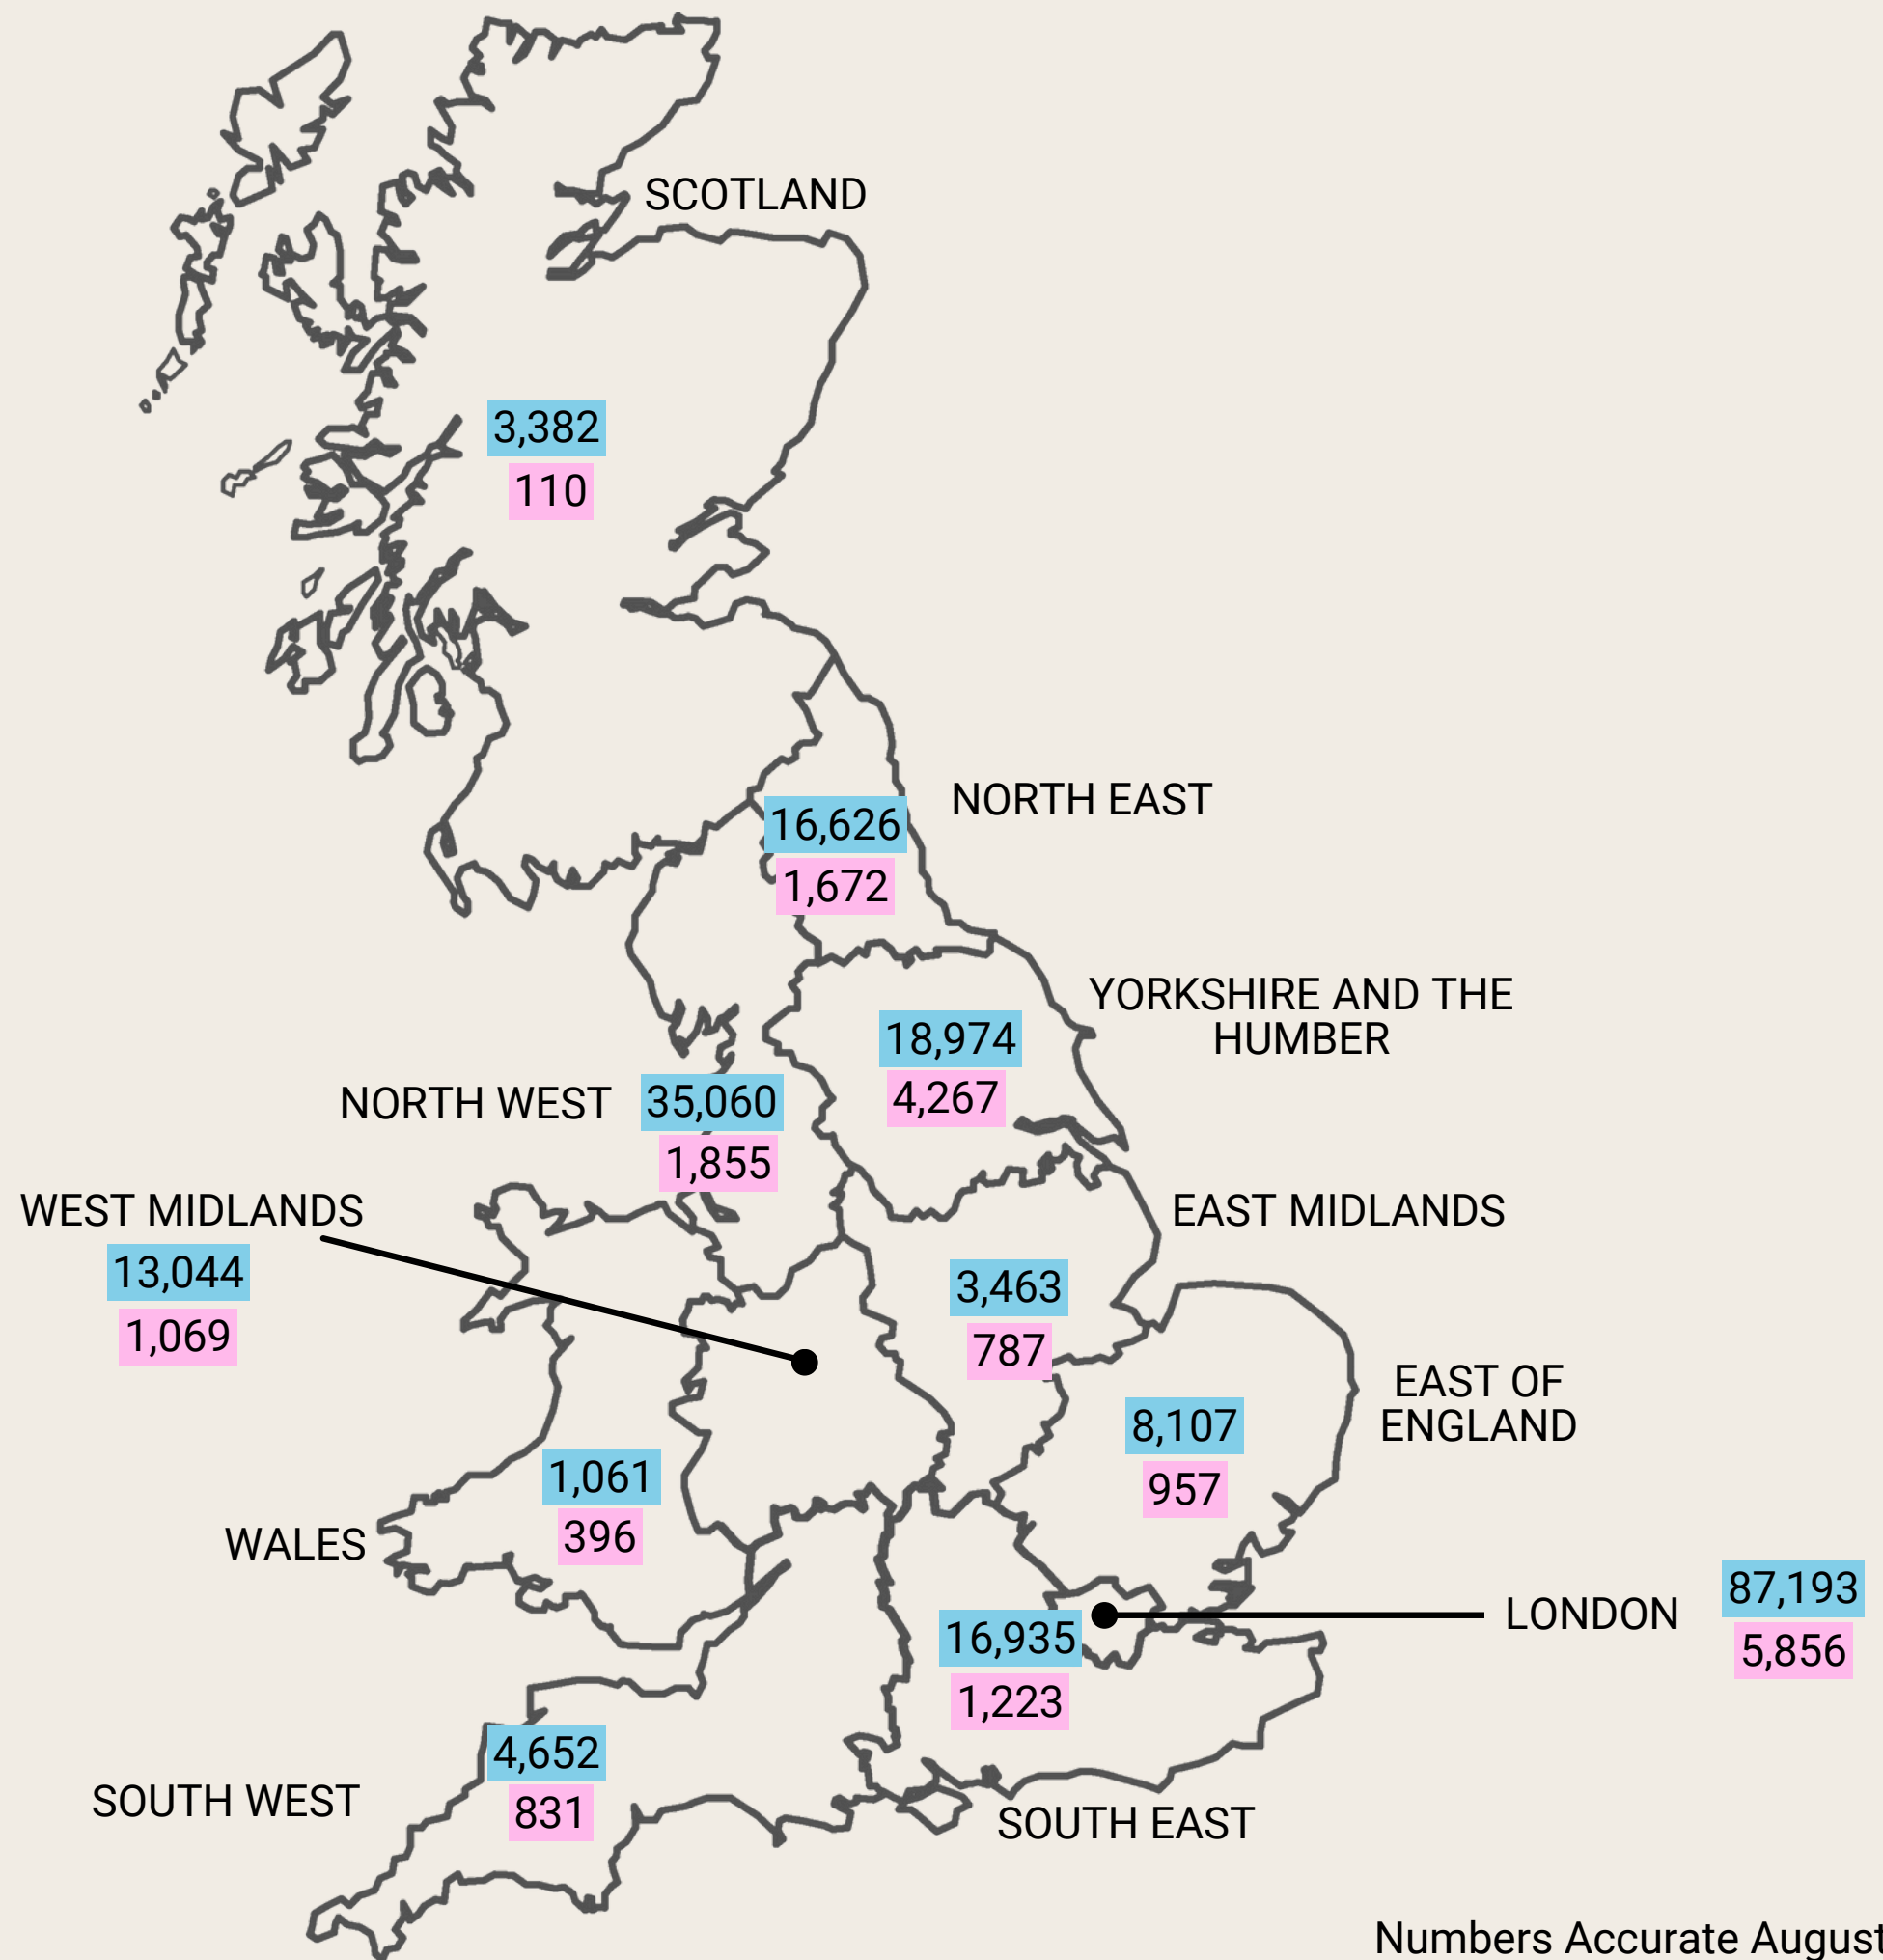 SCOTLAND
3,382
110
NORTH EAST
16,626
1,672
YORKSHIRE AND THE
HUMBER
18,974
4,267
NORTH WEST
35,060
1,855
WEST MIDLANDS
13,044
1,069
EAST MIDLANDS
3,463
787
EAST OF
ENGLAND
8,107
957
WALES
1,061
396
LONDON
87,193
5,856
16,935
1,223
SOUTH EAST
SOUTH WEST
4,652
831
Numbers Accurate August